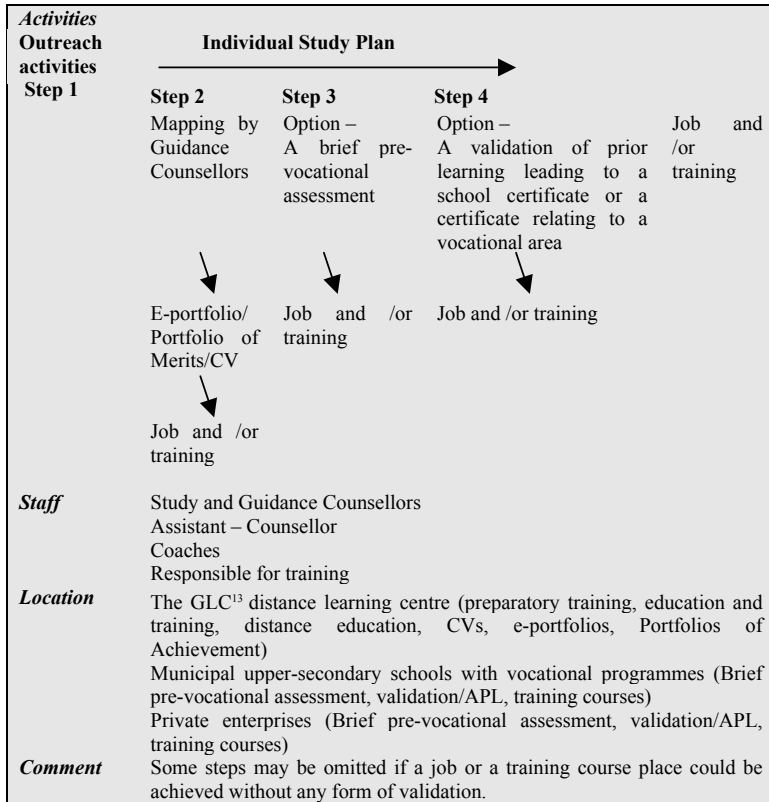 Activities
Outreach activities
Step 1
Individual Study Plan
Step 2
Mapping by
Guidance
Counsellors
Step 3
Option –
A brief pre-
vocational
assessment
Step 4
Option –
A validation of prior
learning leading to a
school certificate or a
certificate relating to a
vocational area
Job and
/or
training
E-portfolio/
Portfolio of
Merits/CV
Job and /or
training
Job and /or training
Job and /or
training
Staff
Study and Guidance Counsellors
Assistant – Counsellor
Coaches
Responsible for training
Location
The GLC¹³ distance learning centre (preparatory training, education and
training, distance education, CVs, e-portfolios, Portfolios of
Achievement)
Municipal upper-secondary schools with vocational programmes (Brief
pre-vocational assessment, validation/APL, training courses)
Private enterprises (Brief pre-vocational assessment, validation/APL,
training courses)
Comment
Some steps may be omitted if a job or a training course place could be
achieved without any form of validation.